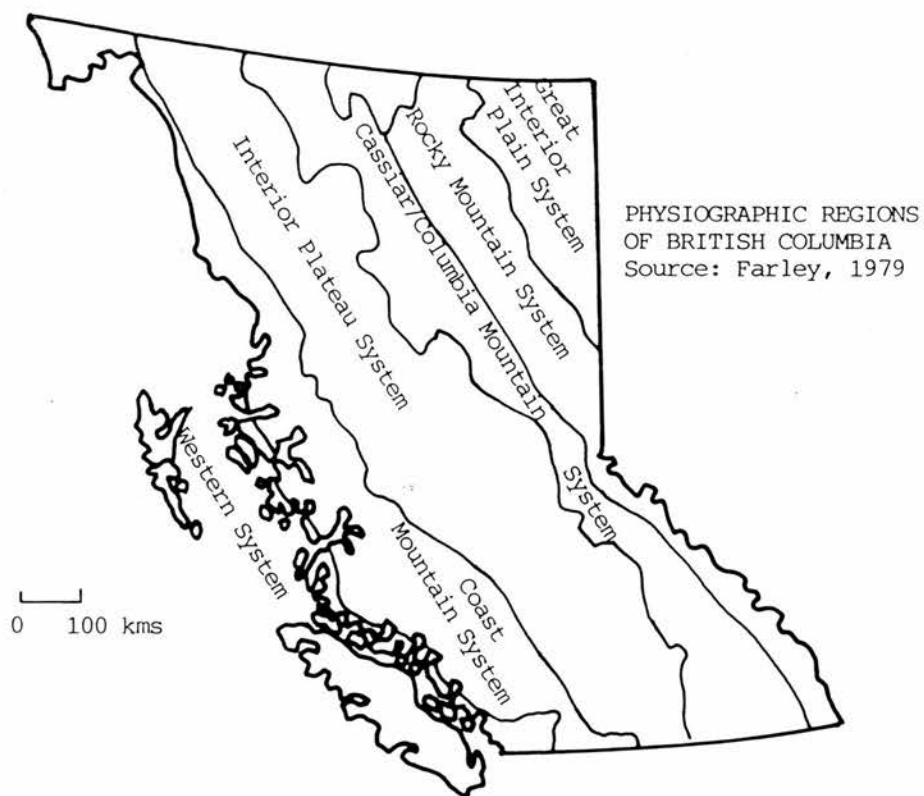 Great
Interior
Plain System
Rocky Mountain System
Cassiar/Columbia Mountain
System
Interior Plateau System
PHYSIOGRAPHIC REGIONS
OF BRITISH COLUMBIA
Source: Farley, 1979
Western System
Coast
Mountain System
0 100 kms